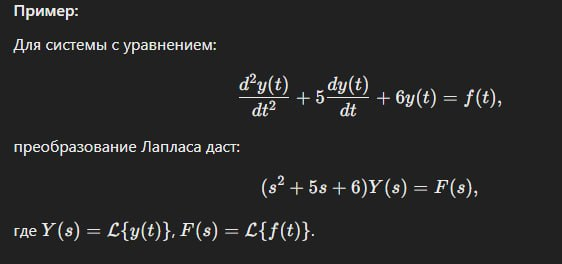 Пример:
Для системы с уравнением:
d²y(t)/dt² + 5 dy(t)/dt + 6y(t) = f(t),
преобразование Лапласа даст:
(s² + 5s + 6)Y(s) = F(s),
где Y(s) = ℒ{y(t)}, F(s) = ℒ{f(t)}.